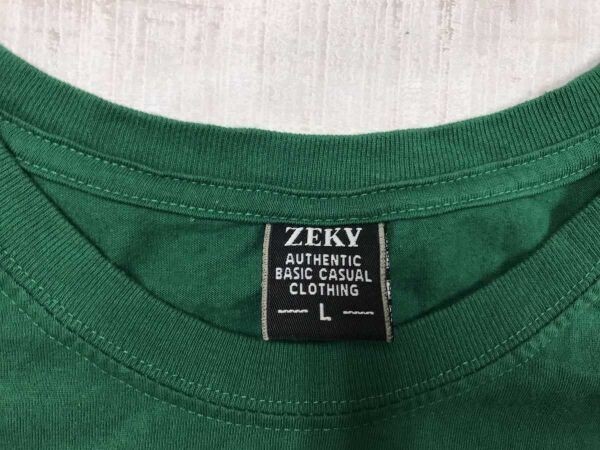 ZEKY
AUTHENTIC
BASIC CASUAL
CLOTHING
L